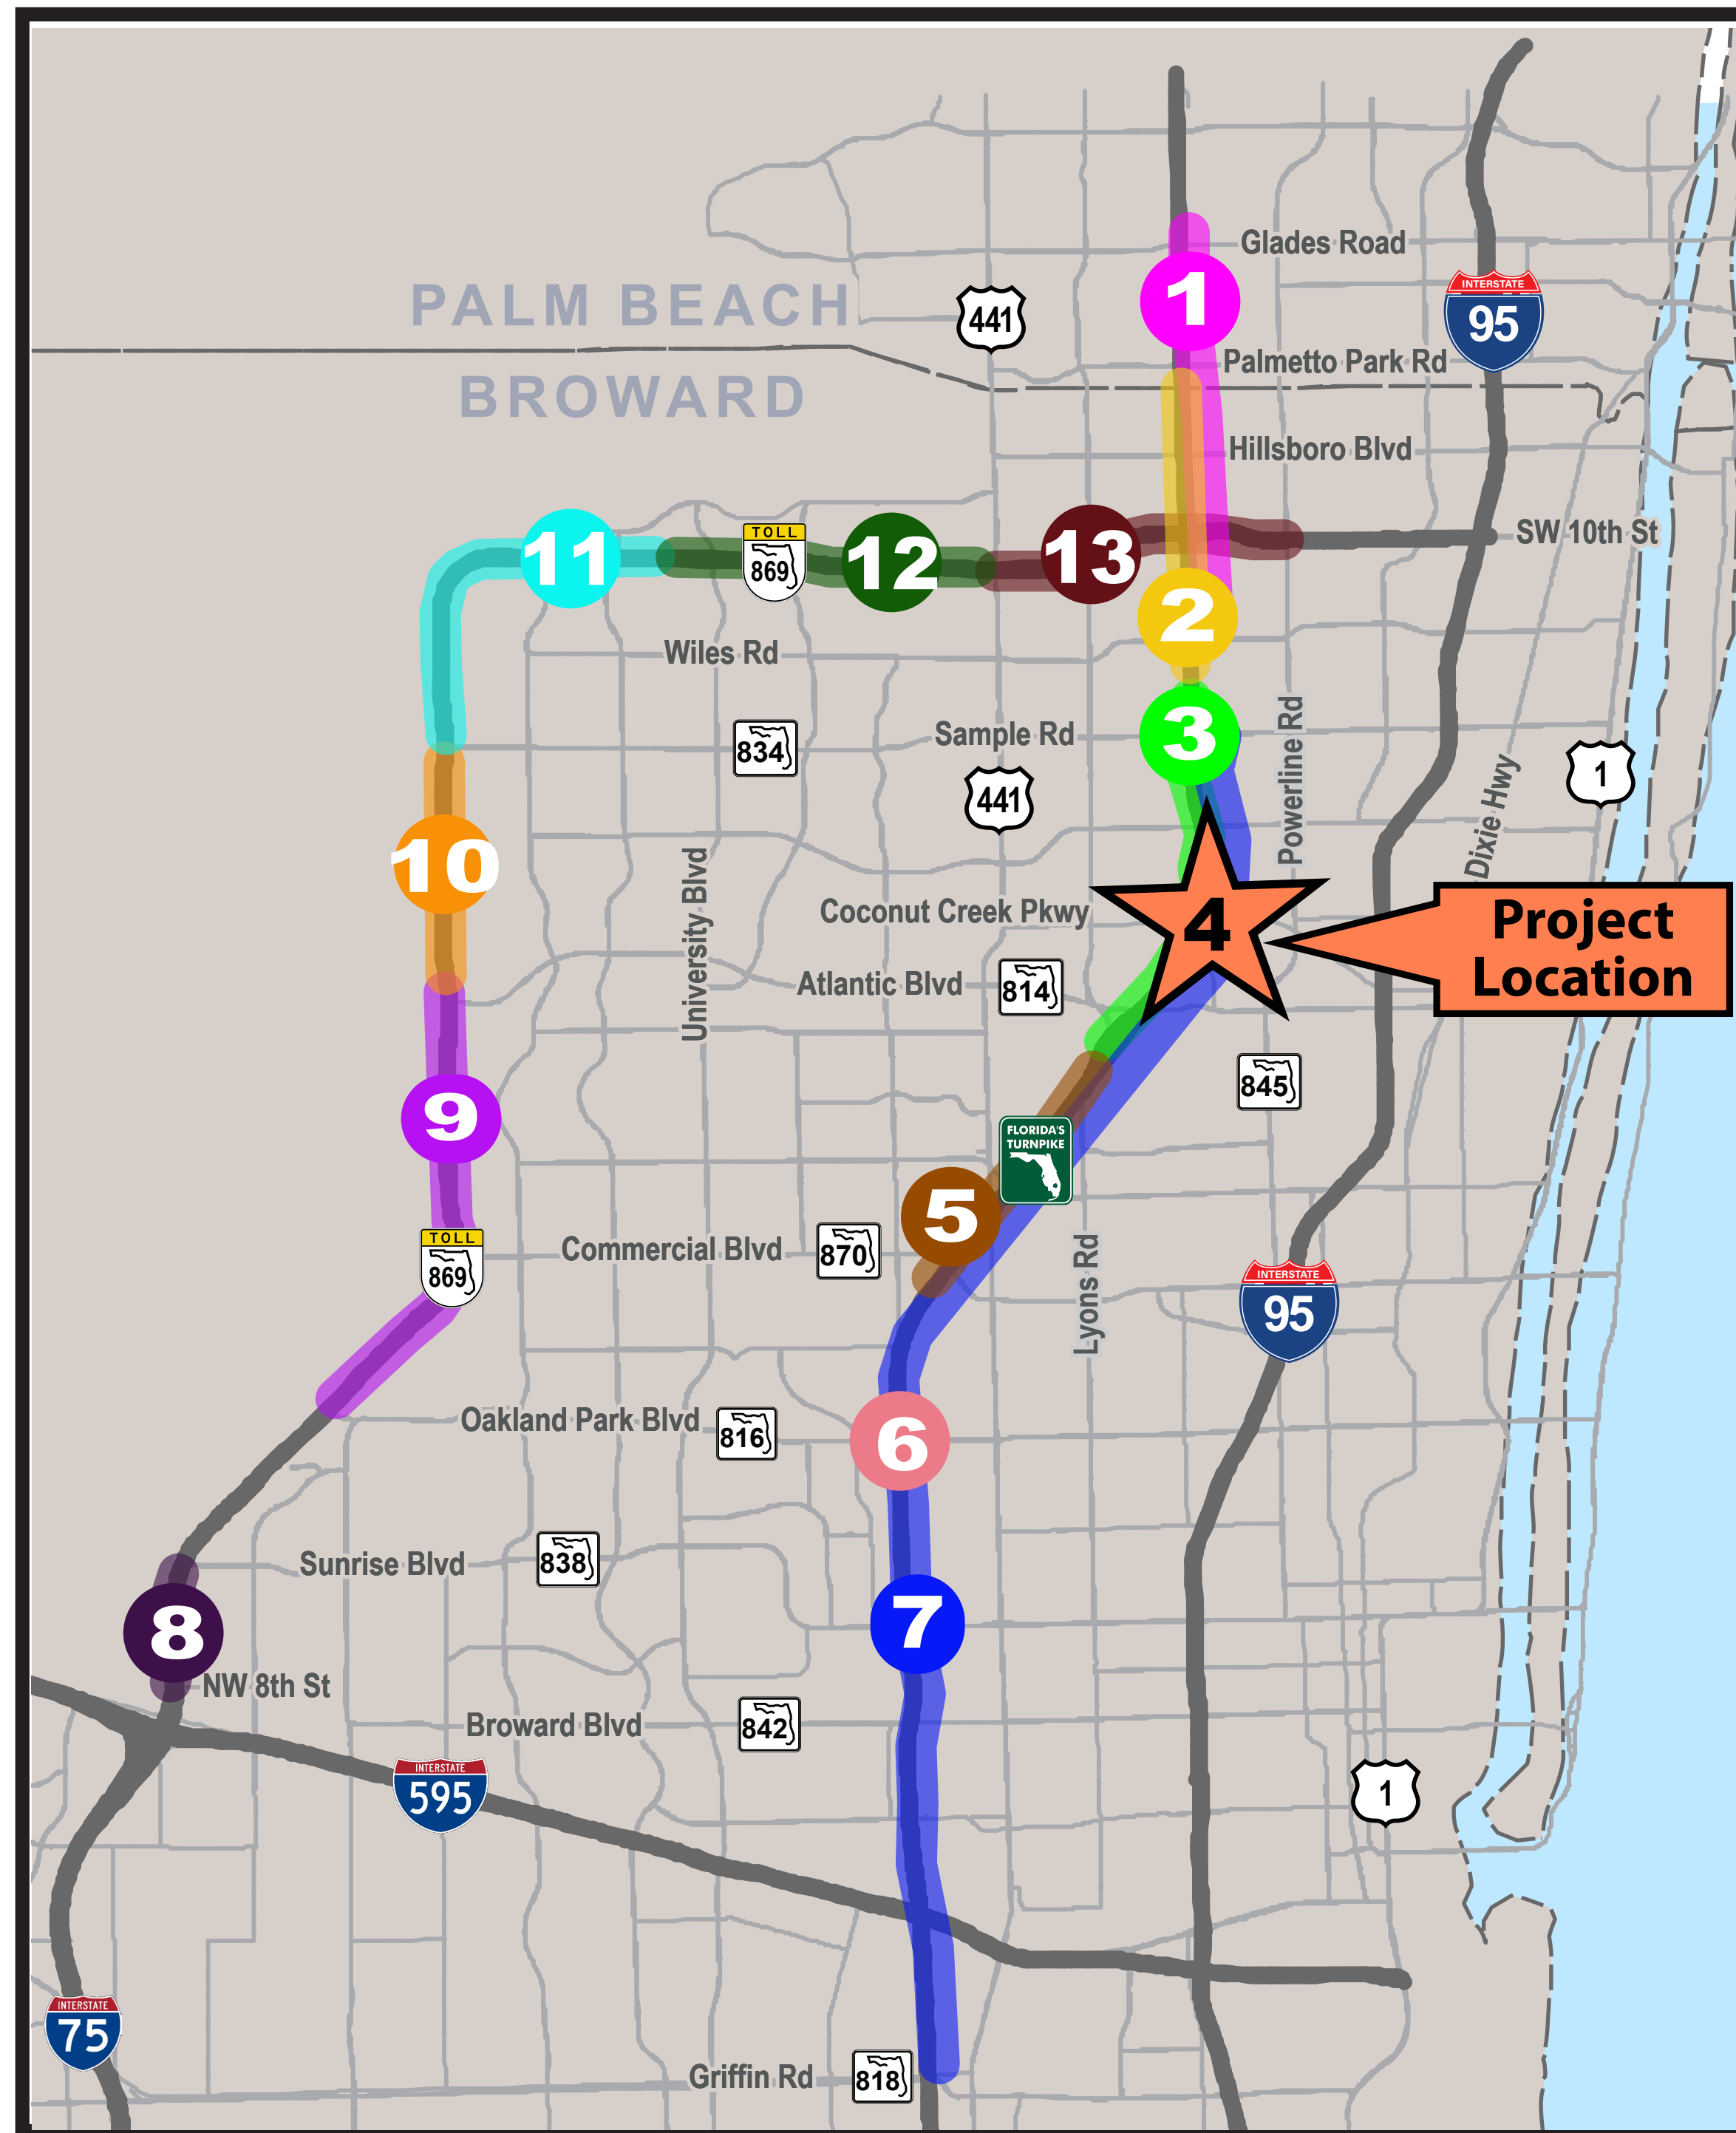 Glades Road
1
INTERSTATE
95
441
PALM BEACH
Palmetto Park Rd
BROWARD
Hillsboro Blvd
11
TOLL
869
12
13
SW 10th St
2
Wiles Rd
3
Sample Rd
834
Powerline Rd
441
1
Dixie Hwy
10
University Blvd
Coconut Creek Pkwy
4
Project
Location
Atlantic Blvd
814
845
9
FLORIDA'S
TURNPIKE
5
TOLL
869
Commercial Blvd
870
Lyons Rd
INTERSTATE
95
Oakland Park Blvd
816
6
Sunrise Blvd
838
8
7
NW 8th St
Broward Blvd
842
INTERSTATE
595
1
INTERSTATE
75
Griffin Rd
818